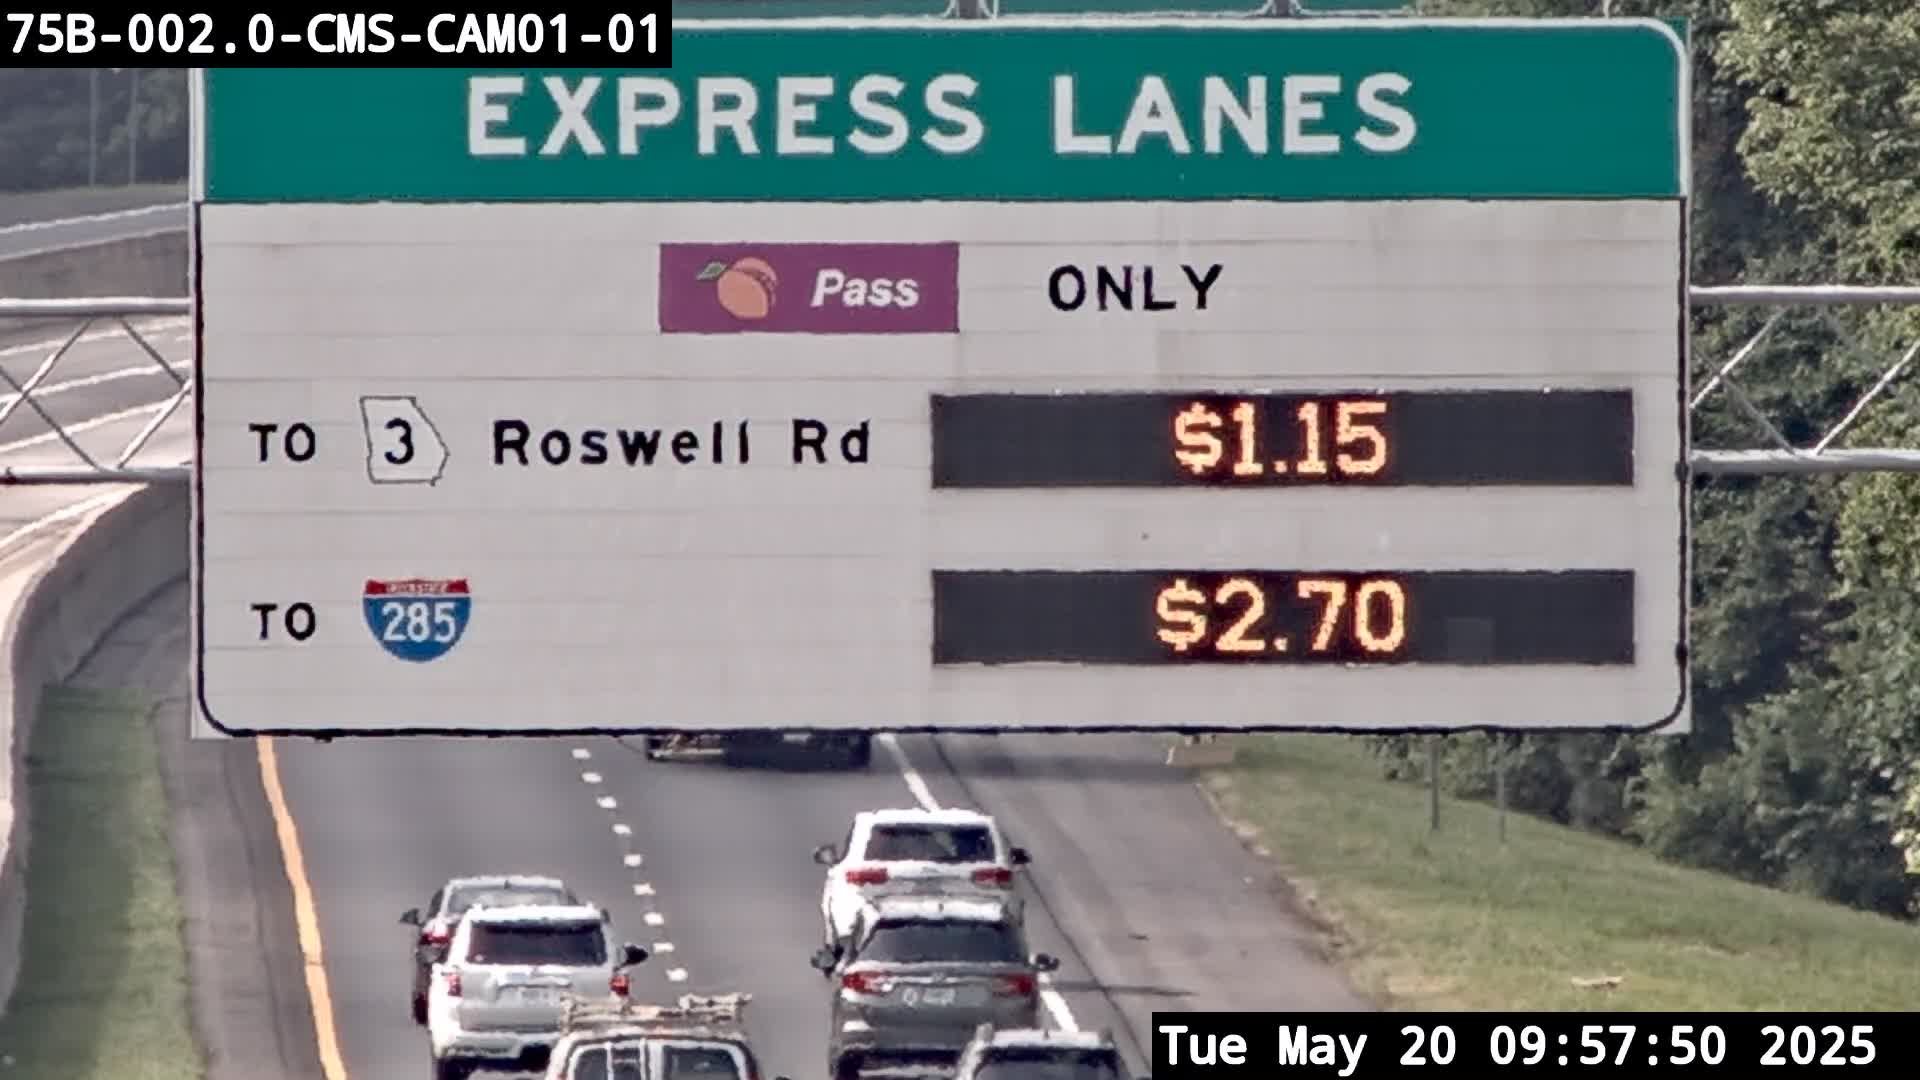 75B-002.0-CMS-CAM01-01
EXPRESS LANES
Pass ONLY
TO 3 Roswell Rd $1.15
TO INTERSTATE 285 $2.70
Tue May 20 09:57:50 2025